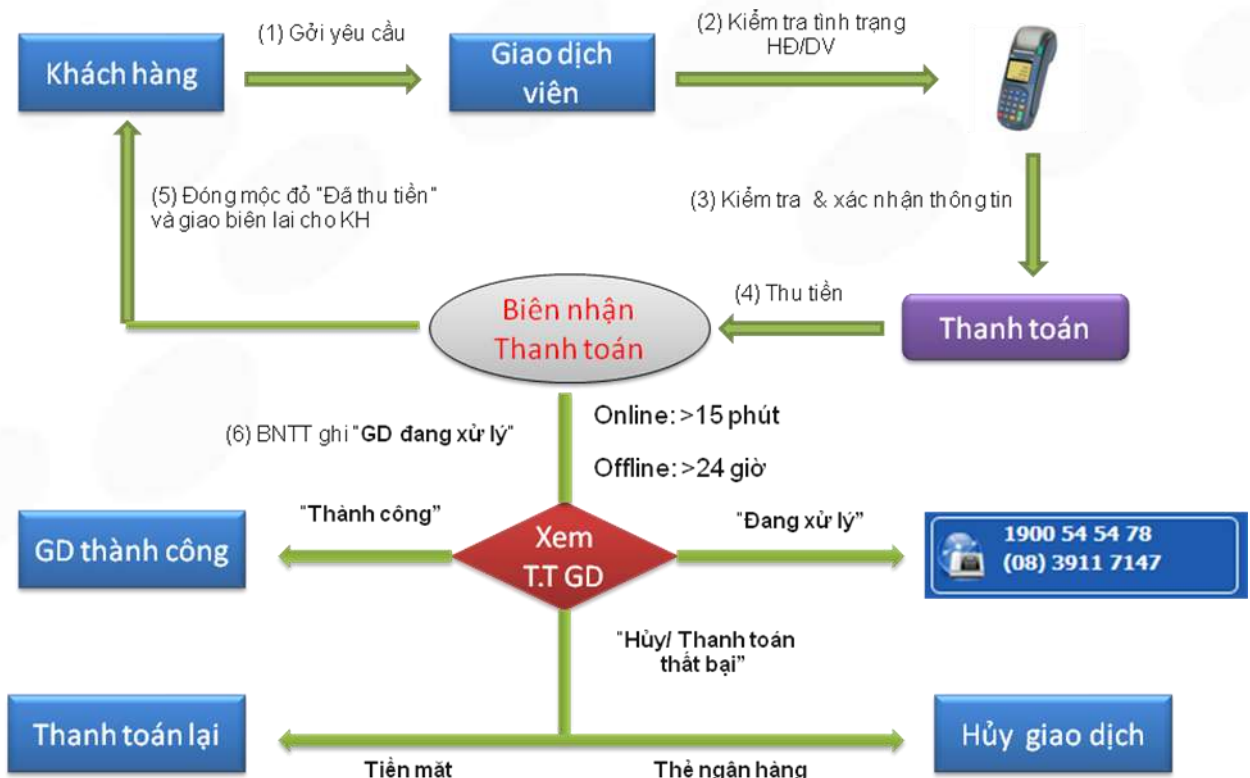 (1) Gởi yêu cầu
(2) Kiểm tra tình trạng
HĐ/DV
Khách hàng
Giao dịch
viên
(5) Đóng mộc đỏ "Đã thu tiền"
và giao biên lai cho KH
(3) Kiểm tra & xác nhận thông tin
(4) Thu tiền
Biên nhận
Thanh toán
Thanh toán
(6) BNTT ghi "GD đang xử lý"
Online: >15 phút
Offline: >24 giờ
"Thành công”
"Đang xử lý”
GD thành công
Xem
T.T GD
1900 54 54 78
(08) 3911 7147
"Hủy/ Thanh toán
thất bại”
Thanh toán lại
Hủy giao dịch
Tiền mặt
Thẻ ngân hàng